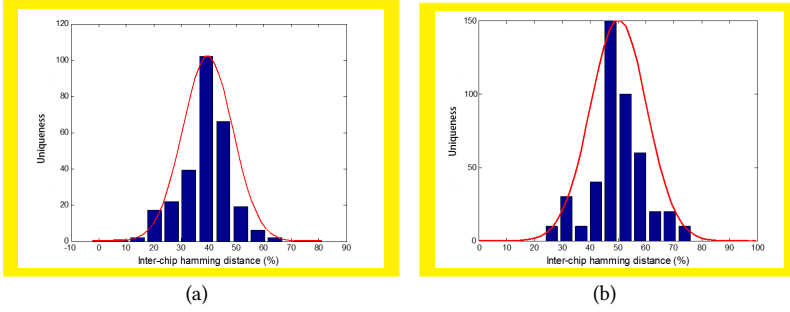 120
100
80
60
40
20
0
Uniqueness
-10 0 10 20 30 40 50 60 70 80 90
Inter-chip hamming distance (%)
(a)
150
100
50
0
Uniqueness
0 10 20 30 40 50 60 70 80 90 100
Inter-chip hamming distance (%)
(b)